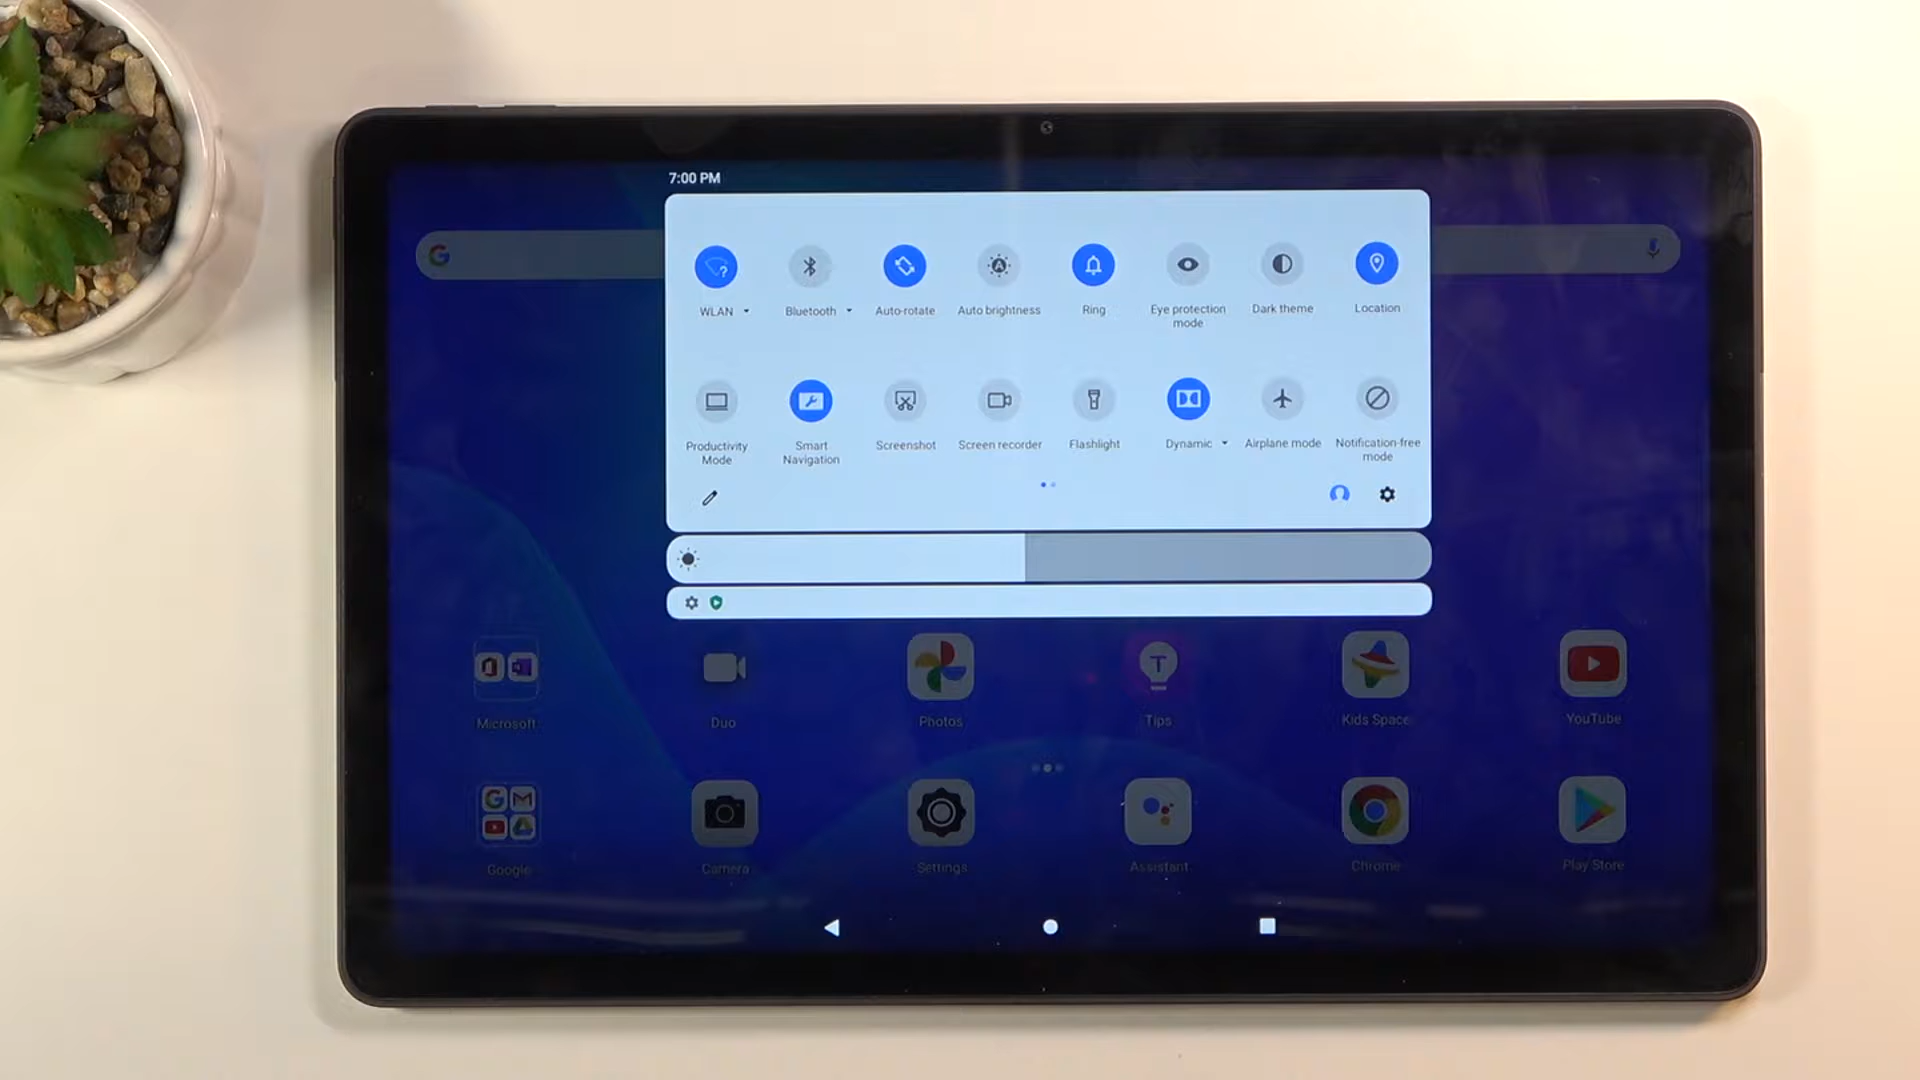 7:00 PM
WLAN
Bluetooth
Auto-rotate
Auto brightness
Ring
Eye protection
mode
Dark theme
Location
Productivity
Mode
Smart
Navigation
Screenshot
Screen recorder
Flashlight
Dynamic
Airplane mode
Notification-free
mode
Microsoft
Duo
Photos
Tips
Kids Space
YouTube
Google
Camera
Settings
Assistant
Chrome
Play Store